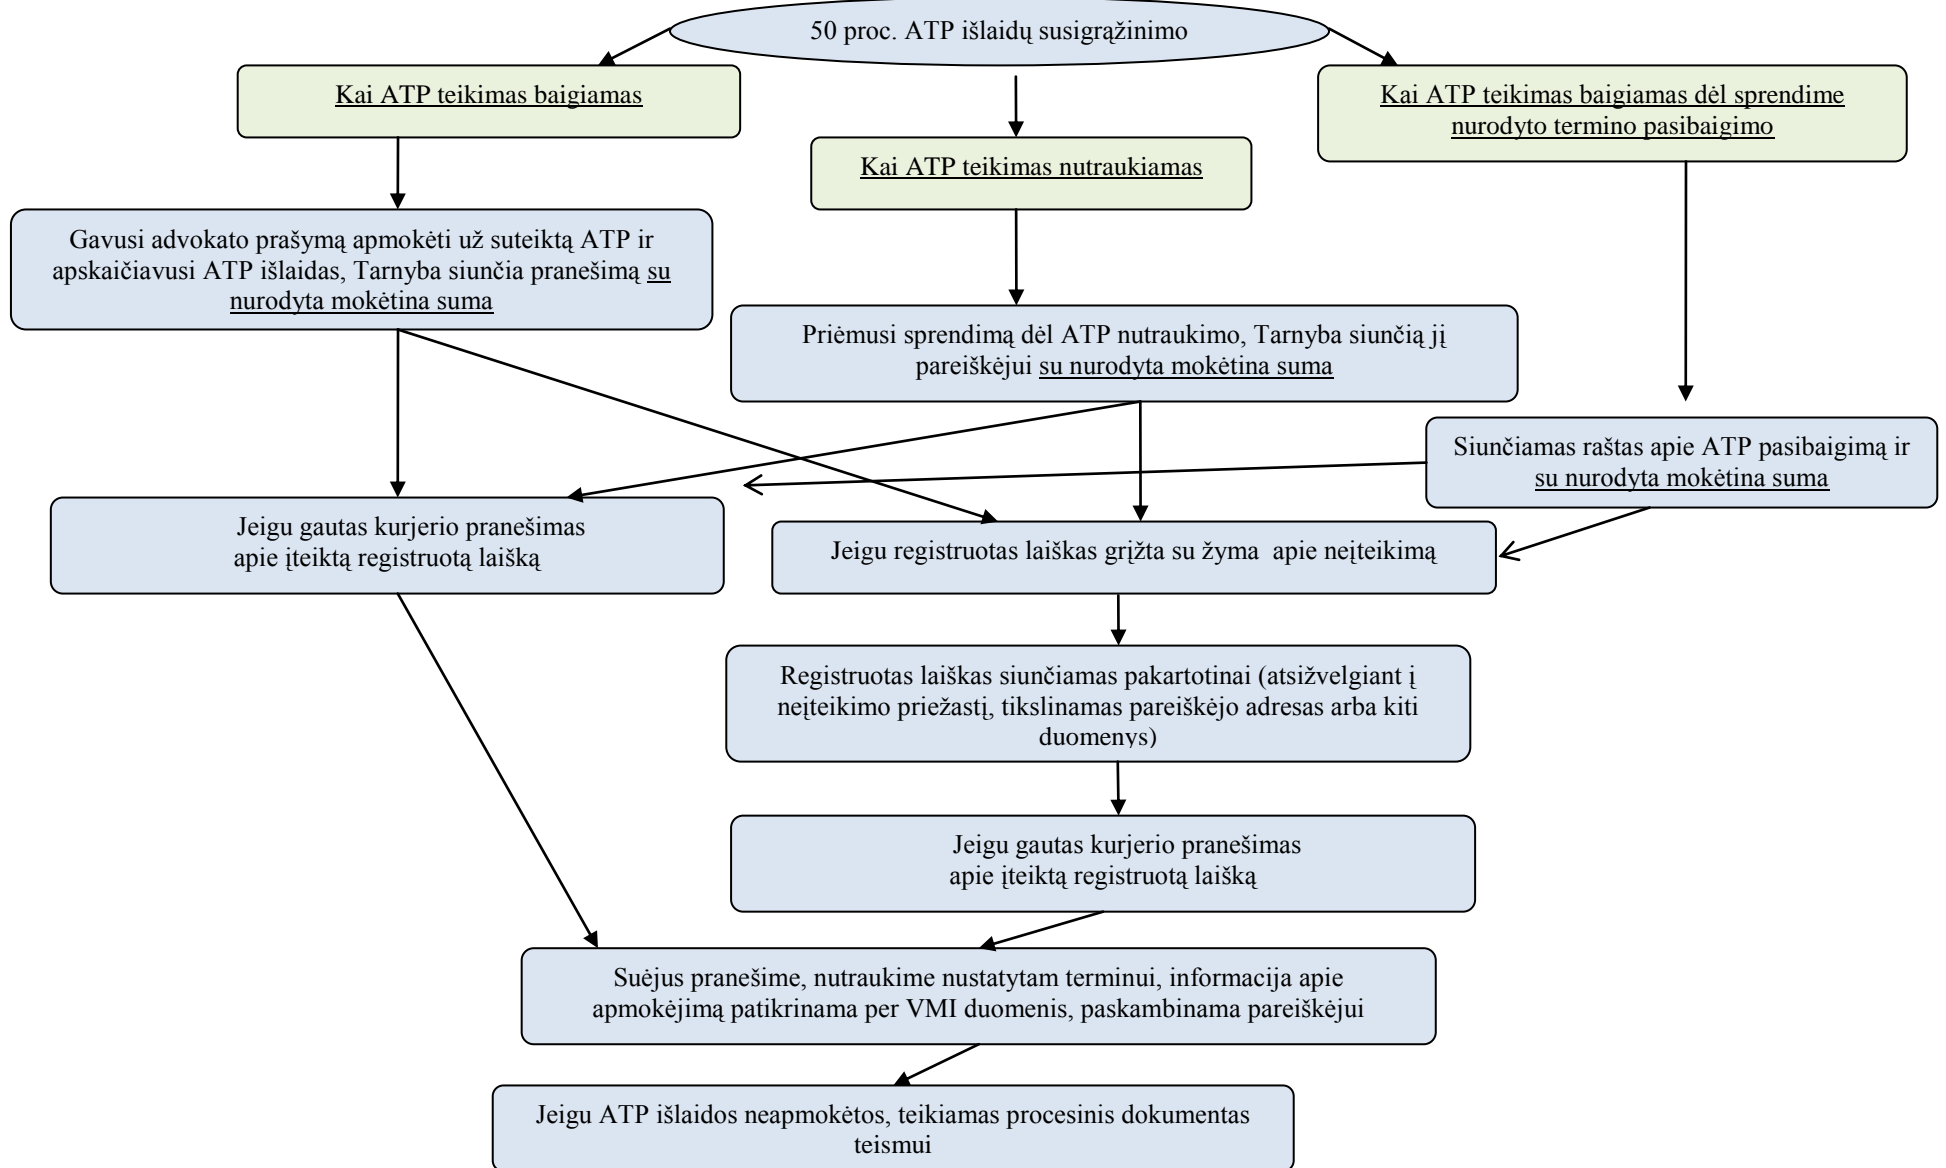 50 proc. ATP išlaidų susigrąžinimo
Kai ATP teikimas baigiamas
Kai ATP teikimas baigiamas dėl sprendime
nurodyto termino pasibaigimo
Kai ATP teikimas nutraukiamas
Gavusi advokato prašymą apmokėti už suteiktą ATP ir
apskaičiavusi ATP išlaidas, Tarnyba siunčia pranešimą su
nurodyta mokėtina suma
Priėmusi sprendimą dėl ATP nutraukimo, Tarnyba siunčią jį
pareiškėjui su nurodyta mokėtina suma
Siunčiamas raštas apie ATP pasibaigimą ir
su nurodyta mokėtina suma
Jeigu gautas kurjerio pranešimas
apie įteiktą registruotą laišką
Jeigu registruotas laiškas grįžta su žyma apie neįteikimą
Registruotas laiškas siunčiamas pakartotinai (atsižvelgiant į
neįteikimo priežastį, tikslinamas pareiškėjo adresas arba kiti
duomenys)
Jeigu gautas kurjerio pranešimas
apie įteiktą registruotą laišką
Suėjus pranešime, nutraukime nustatytam terminui, informacija apie
apmokėjimą patikrinama per VMI duomenis, paskambinama pareiškėjui
Jeigu ATP išlaidos neapmokėtos, teikiamas procesinis dokumentas
teismui